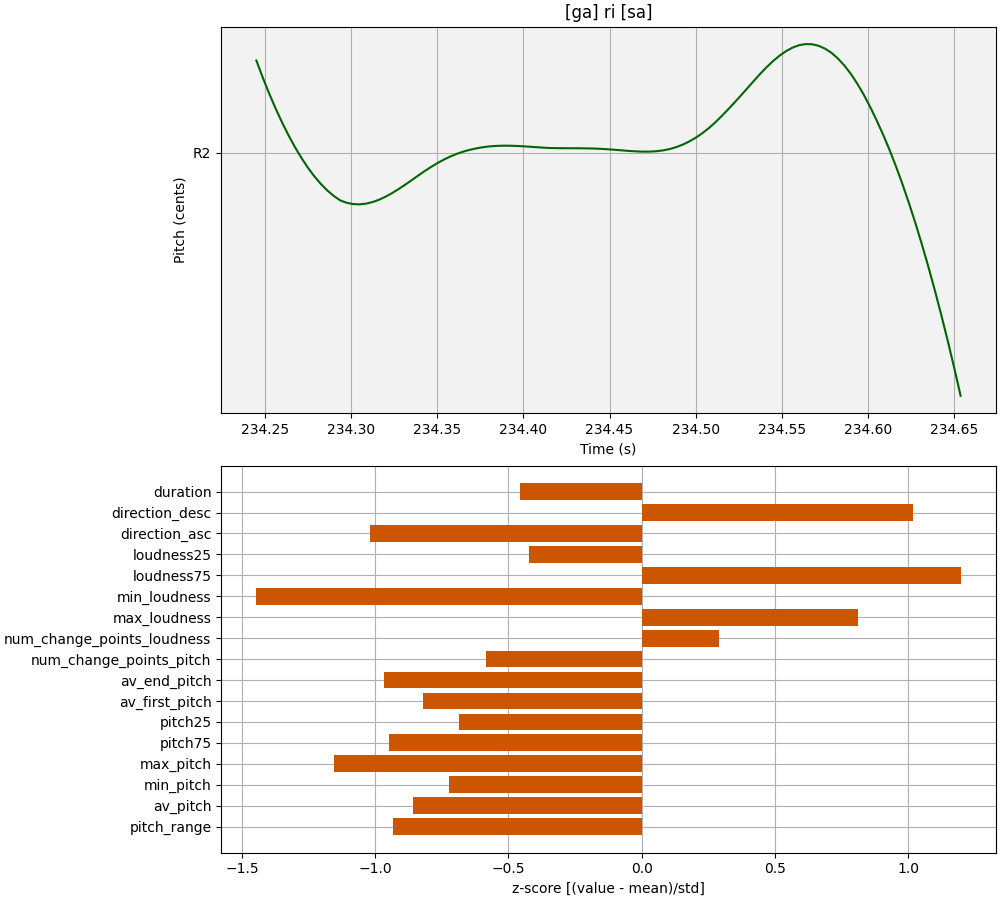 [ga] ri [sa]
R2
Pitch (cents)
234.25 234.30 234.35 234.40 234.45 234.50 234.55 234.60 234.65
Time (s)
duration
direction_desc
direction_asc
loudness25
loudness75
min_loudness
max_loudness
num_change_points_loudness
num_change_points_pitch
av_end_pitch
av_first_pitch
pitch25
pitch75
max_pitch
min_pitch
av_pitch
pitch_range
−1.5 −1.0 −0.5 0.0 0.5 1.0
z-score [(value - mean)/std]